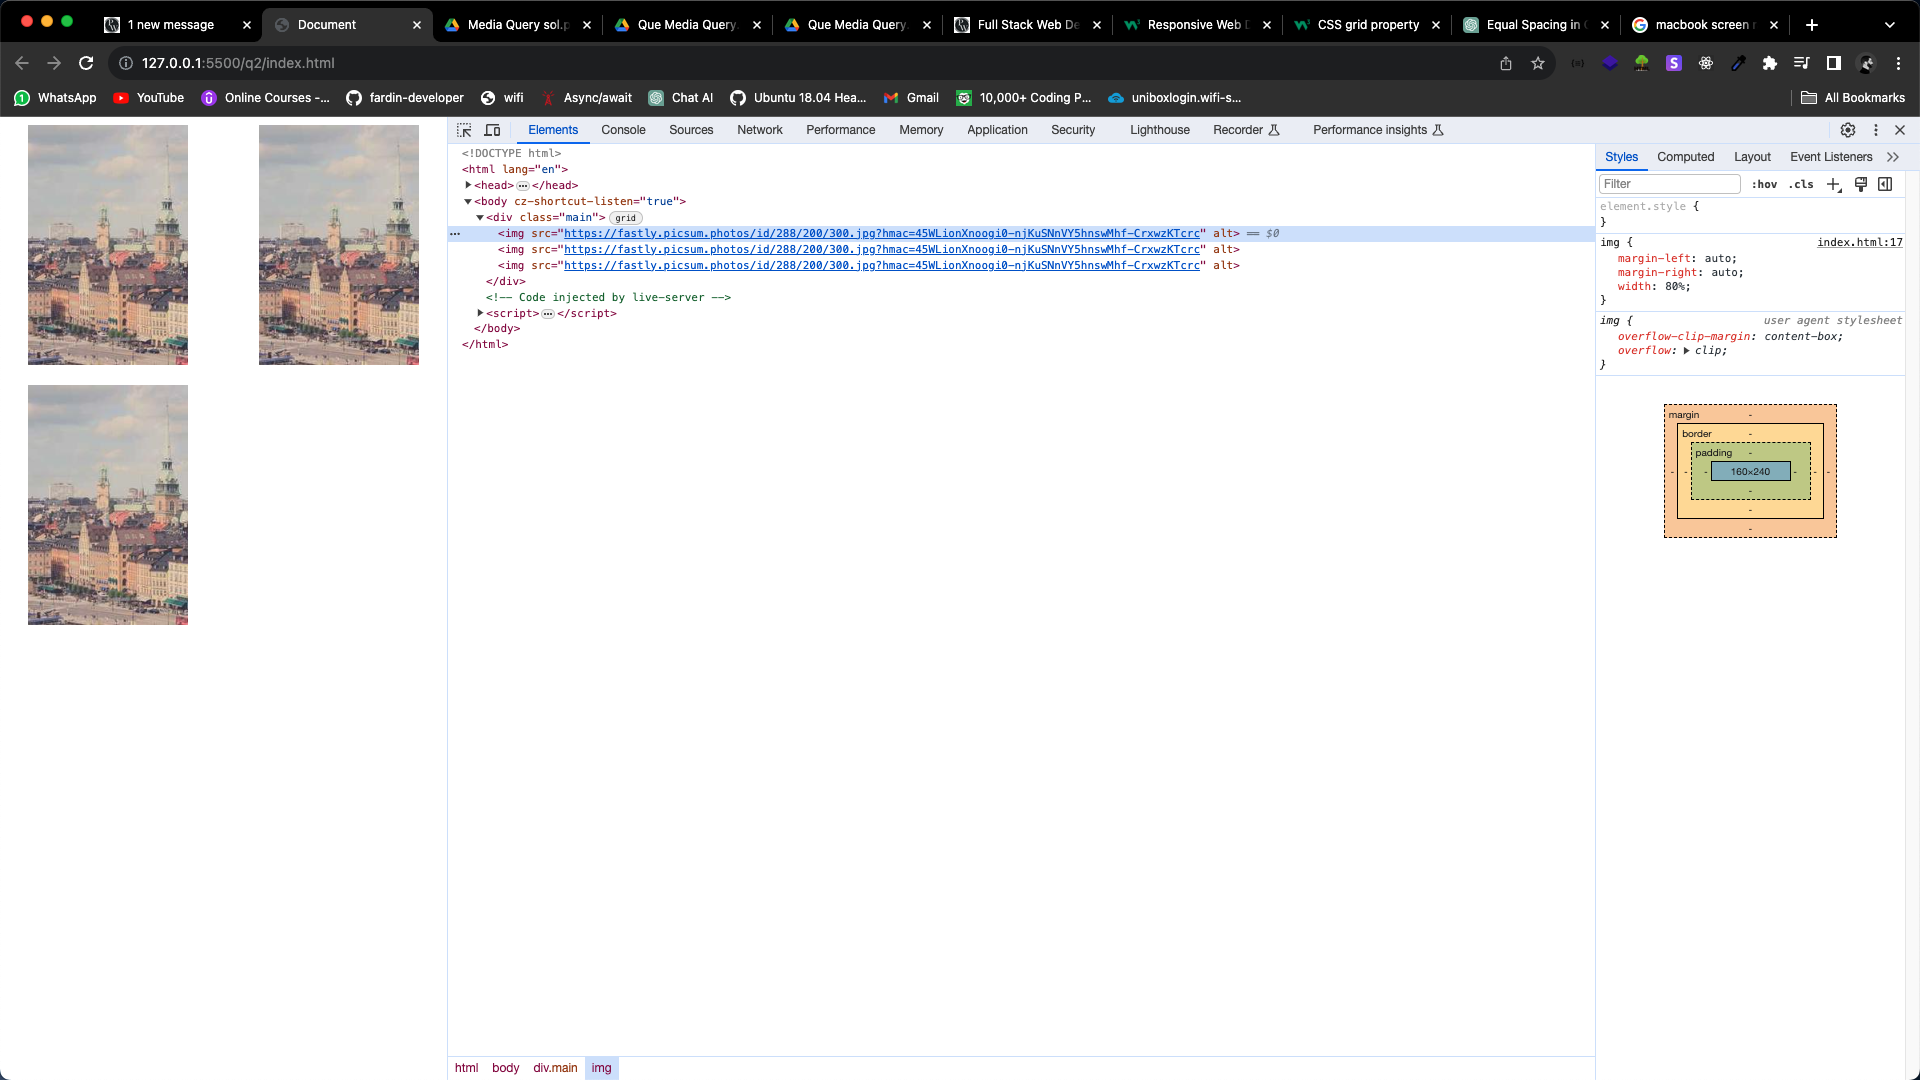 1 new message
Document
Media Query sol.p
Que Media Query.
Que Media Query.
Full Stack Web De
Responsive Web D
CSS grid property
Equal Spacing in
macbook screen
127.0.0.1:5500/q2/index.html
WhatsApp
YouTube
Online Courses -...
fardin-developer
wifi
Async/await
Chat AI
Ubuntu 18.04 Hea...
Gmail
10,000+ Coding P...
uniboxlogin.wifi-s...
All Bookmarks
Elements
Console
Sources
Network
Performance
Memory
Application
Security
Lighthouse
Recorder
Performance insights
<!DOCTYPE html>
<html lang="en">
<head> ... </head>
<body cz-shortcut-listen="true">
<div class="main"> grid
... <img src="https://fastly.picsum.photos/id/288/200/300.jpg?hmac=45WLionXnoogi0-njKuSNnVY5hnswMhf-CrxwzKTcrc" alt> == $0
<img src="https://fastly.picsum.photos/id/288/200/300.jpg?hmac=45WLionXnoogi0-njKuSNnVY5hnswMhf-CrxwzKTcrc" alt>
<img src="https://fastly.picsum.photos/id/288/200/300.jpg?hmac=45WLionXnoogi0-njKuSNnVY5hnswMhf-CrxwzKTcrc" alt>
</div>
<!-- Code injected by live-server -->
<script> ... </script>
</body>
</html>
html body div.main img
Styles
Computed
Layout
Event Listeners
Filter
:hov
.cls
element.style {
}
img {
index.html:17
margin-left: auto;
margin-right: auto;
width: 80%;
}
img {
user agent stylesheet
overflow-clip-margin: content-box;
overflow: clip;
}
margin -
border -
padding -
- - - 160×240 - - -
-
-
-